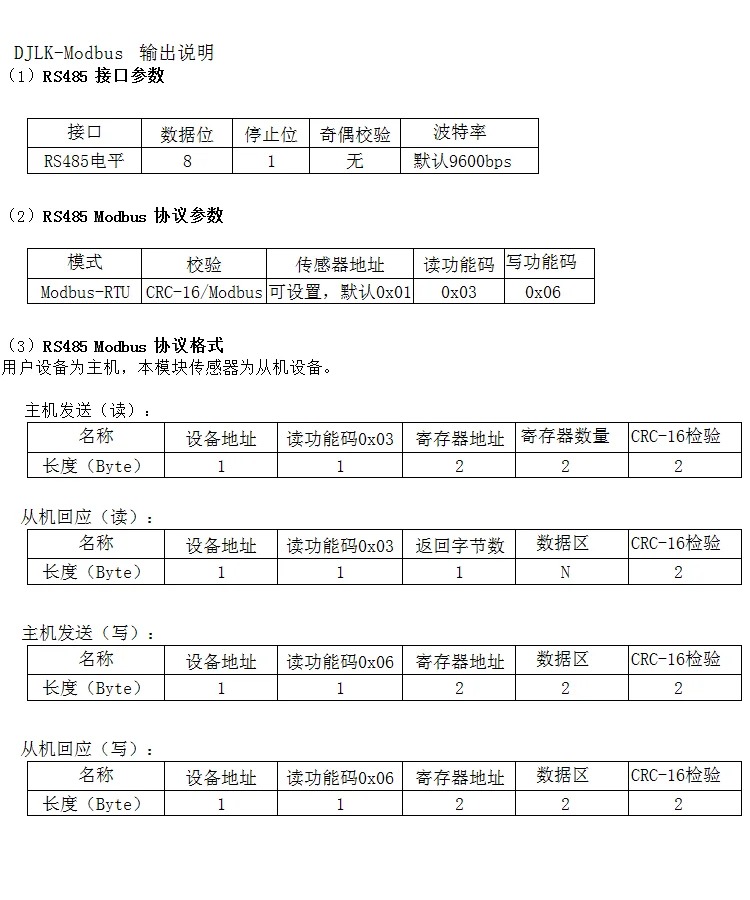 DJLK-Modbus 输出说明
（1）RS485 接口参数
接口 数据位 停止位 奇偶校验 波特率
RS485电平 8 1 无 默认9600bps
（2）RS485 Modbus 协议参数
模式 校验 传感器地址 读功能码 写功能码
Modbus-RTU CRC-16/Modbus 可设置，默认0x01 0x03 0x06
（3）RS485 Modbus 协议格式
用户设备为主机，本模块传感器为从机设备。
主机发送（读）：
名称 设备地址 读功能码0x03 寄存器地址 寄存器数量 CRC-16检验
长度（Byte） 1 1 2 2 2
从机回应（读）：
名称 设备地址 读功能码0x03 返回字节数 数据区 CRC-16检验
长度（Byte） 1 1 1 N 2
主机发送（写）：
名称 设备地址 读功能码0x06 寄存器地址 数据区 CRC-16检验
长度（Byte） 1 1 2 2 2
从机回应（写）：
名称 设备地址 读功能码0x06 寄存器地址 数据区 CRC-16检验
长度（Byte） 1 1 2 2 2